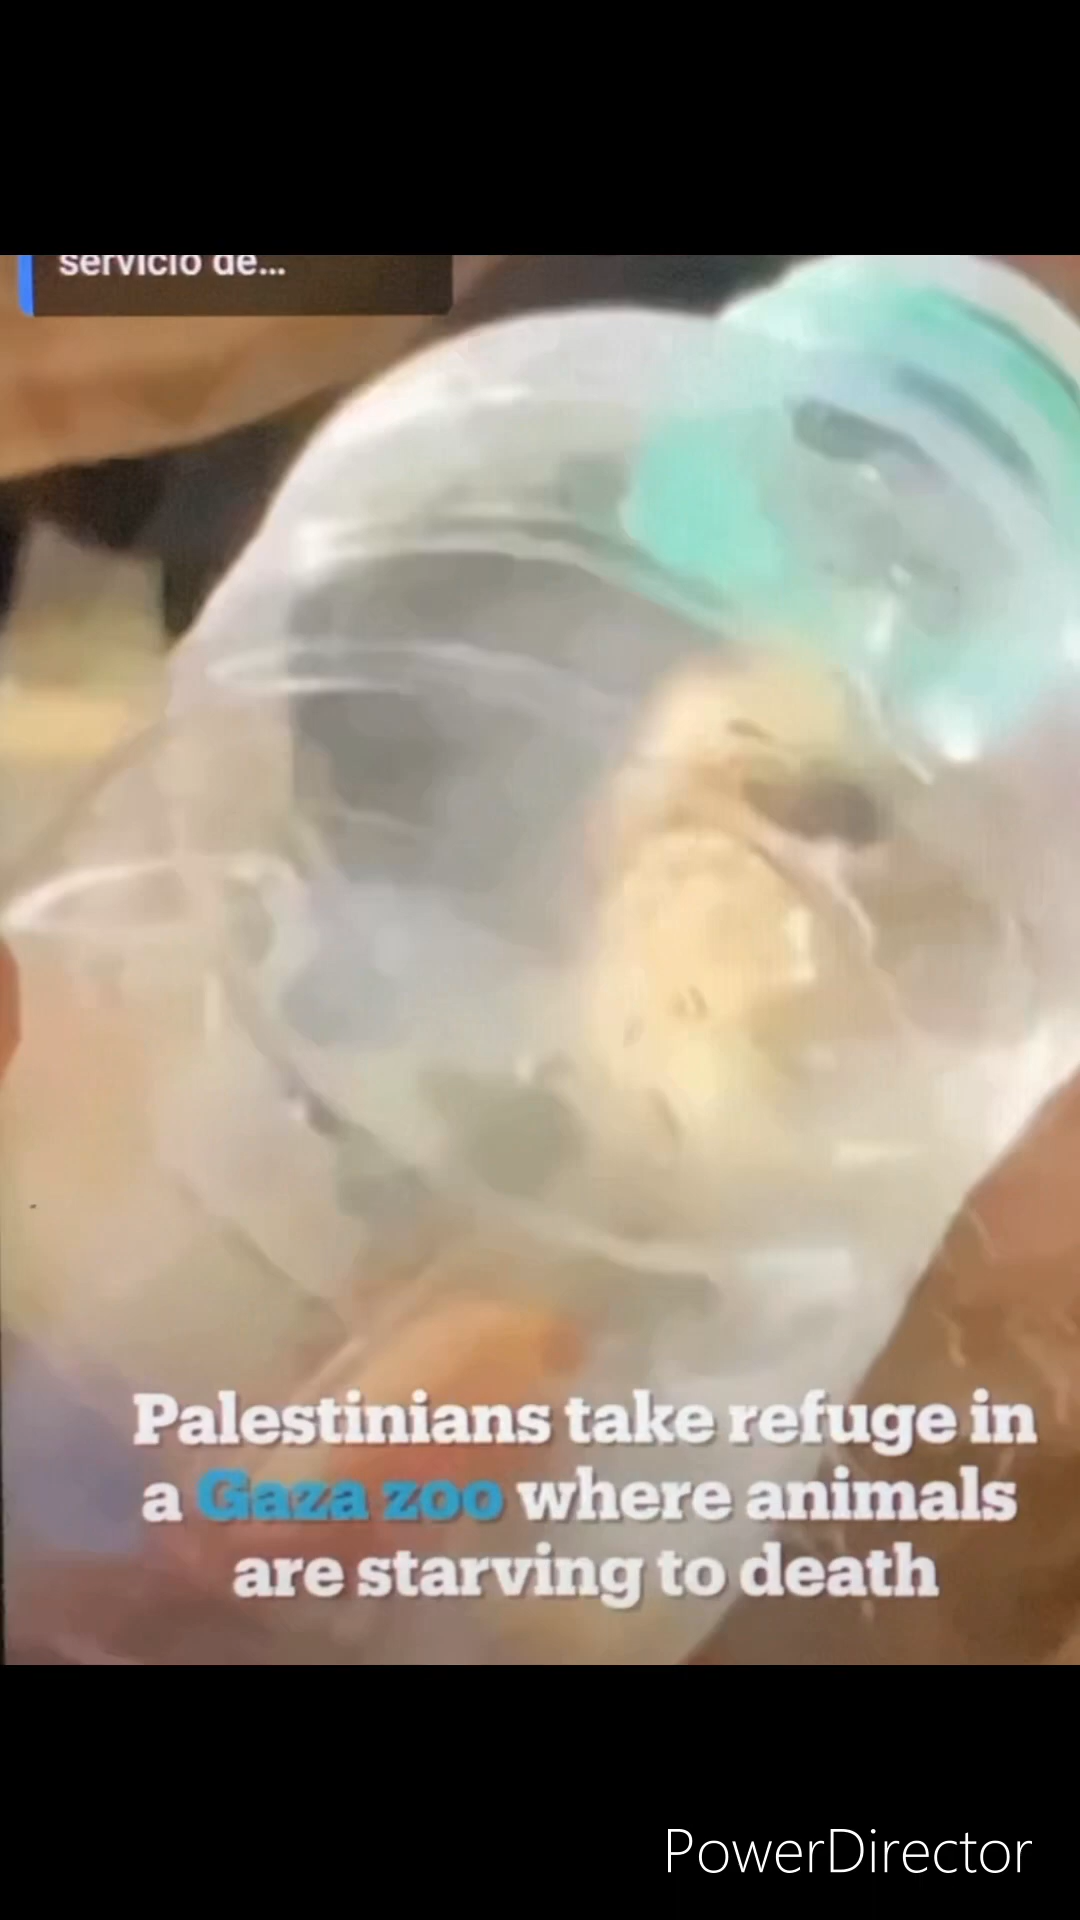 servicio de...
Palestinians take refuge in
a Gaza zoo where animals
are starving to death
PowerDirector